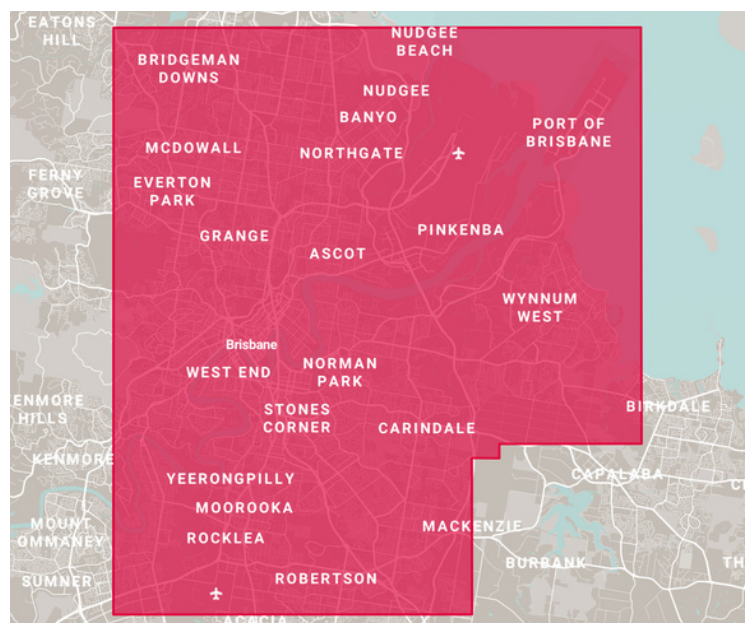 EATONS
HILL
NUDGEE
BEACH
BRIDGEMAN
DOWNS
NUDGEE
BANYO
PORT OF
BRISBANE
MCDOWALL
NORTHGATE
FERNY
GROVE
EVERTON
PARK
GRANGE
PINKENBA
ASCOT
WYNNUM
WEST
Brisbane
NORMAN
PARK
WEST END
ENMORE
HILLS
STONES
CORNER
BIRKDALE
CARINDALE
KENMORE
CAPALABA
YEERONGPILLY
MOOROOKA
MOUNT
OMMANEY
MACKENZIE
ROCKLEA
BURBANK
TH
SUMNER
ROBERTSON
ACACIA